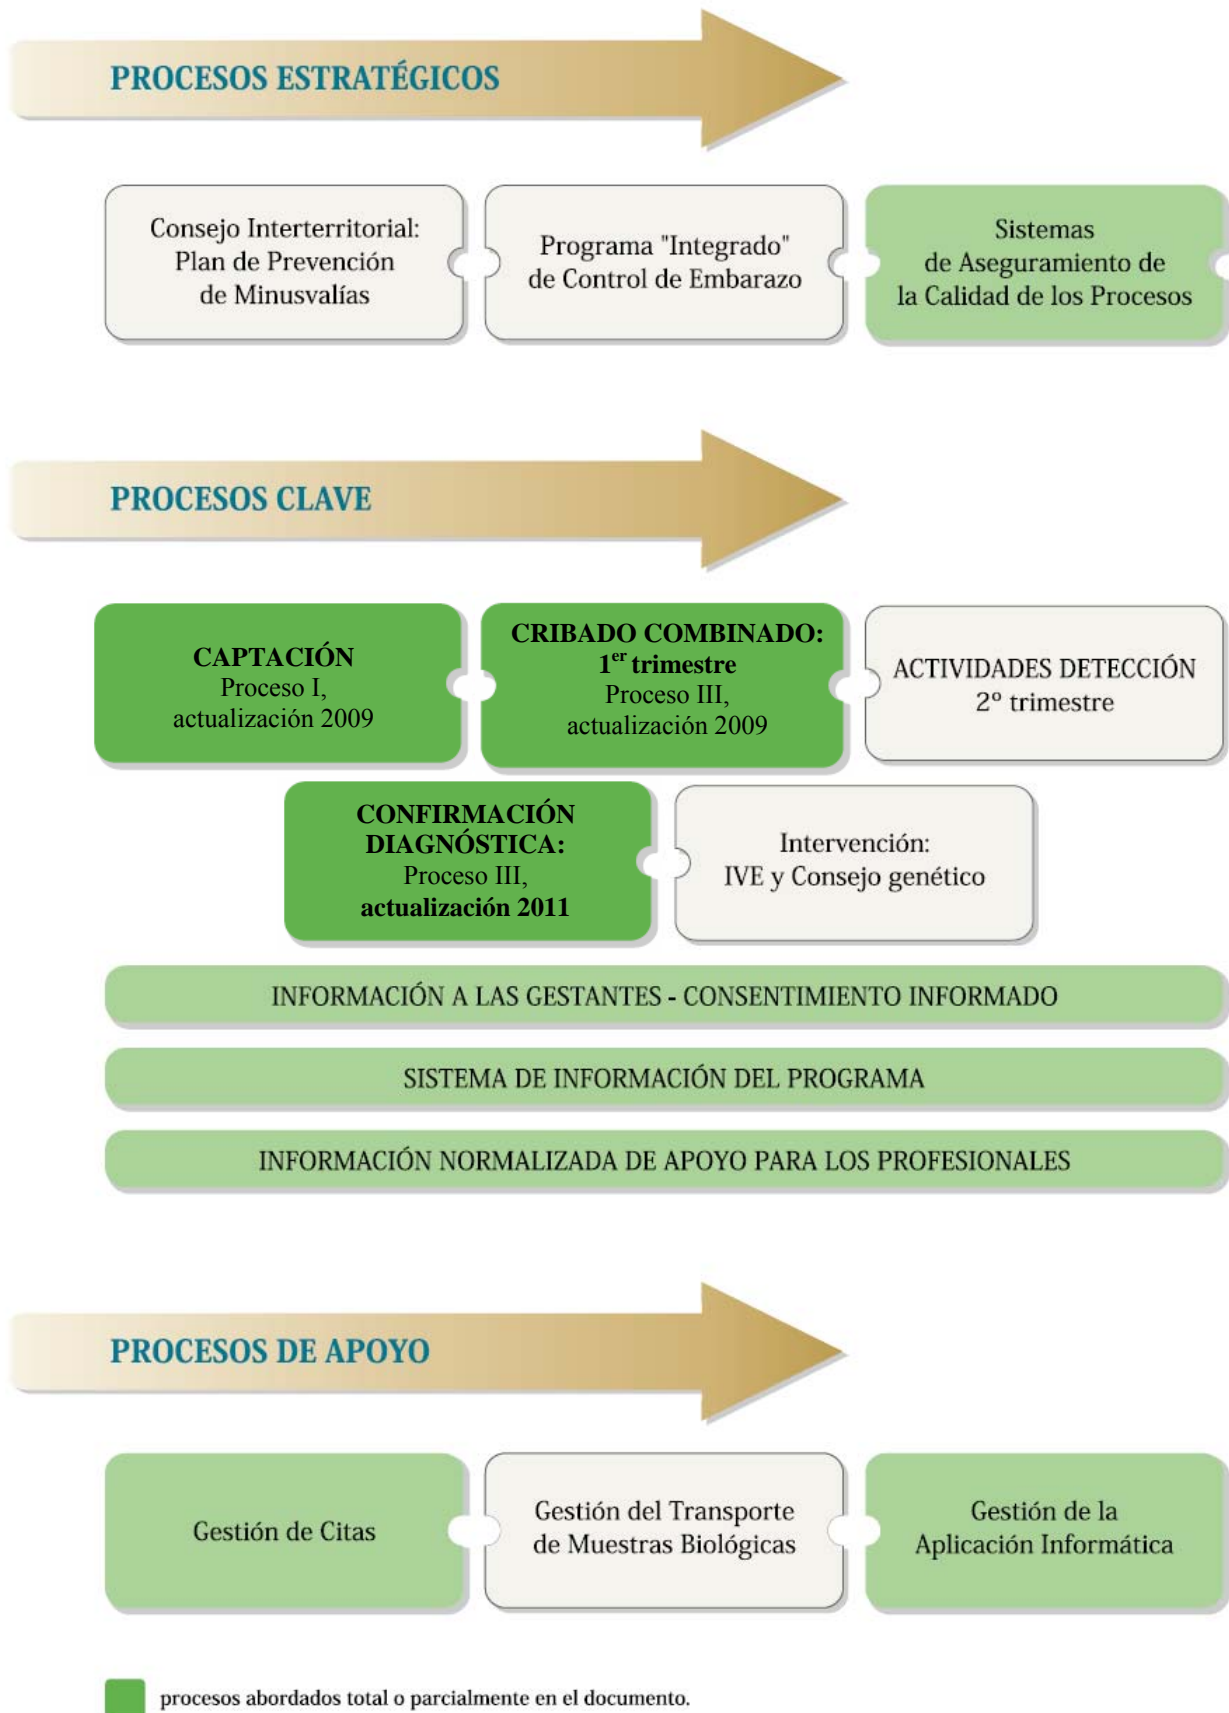 PROCESOS ESTRATÉGICOS
Consejo Interterritorial:
Plan de Prevención
de Minusvalías
Programa "Integrado"
de Control de Embarazo
Sistemas
de Aseguramiento de
la Calidad de los Procesos
PROCESOS CLAVE
CAPTACIÓN
Proceso I,
actualización 2009
CRIBADO COMBINADO:
1er trimestre
Proceso III,
actualización 2009
ACTIVIDADES DETECCIÓN
2º trimestre
CONFIRMACIÓN
DIAGNÓSTICA:
Proceso III,
actualización 2011
Intervención:
IVE y Consejo genético
INFORMACIÓN A LAS GESTANTES - CONSENTIMIENTO INFORMADO
SISTEMA DE INFORMACIÓN DEL PROGRAMA
INFORMACIÓN NORMALIZADA DE APOYO PARA LOS PROFESIONALES
PROCESOS DE APOYO
Gestión de Citas
Gestión del Transporte
de Muestras Biológicas
Gestión de la
Aplicación Informática
procesos abordados total o parcialmente en el documento.